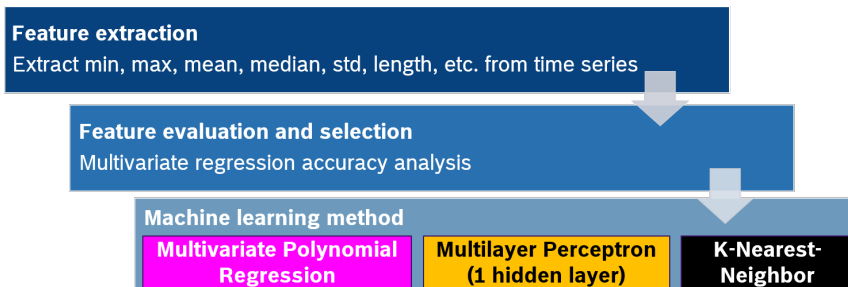 Feature extraction
Extract min, max, mean, median, std, length, etc. from time series
Feature evaluation and selection
Multivariate regression accuracy analysis
Machine learning method
Multivariate Polynomial
Regression
Multilayer Perceptron
(1 hidden layer)
K-Nearest-
Neighbor